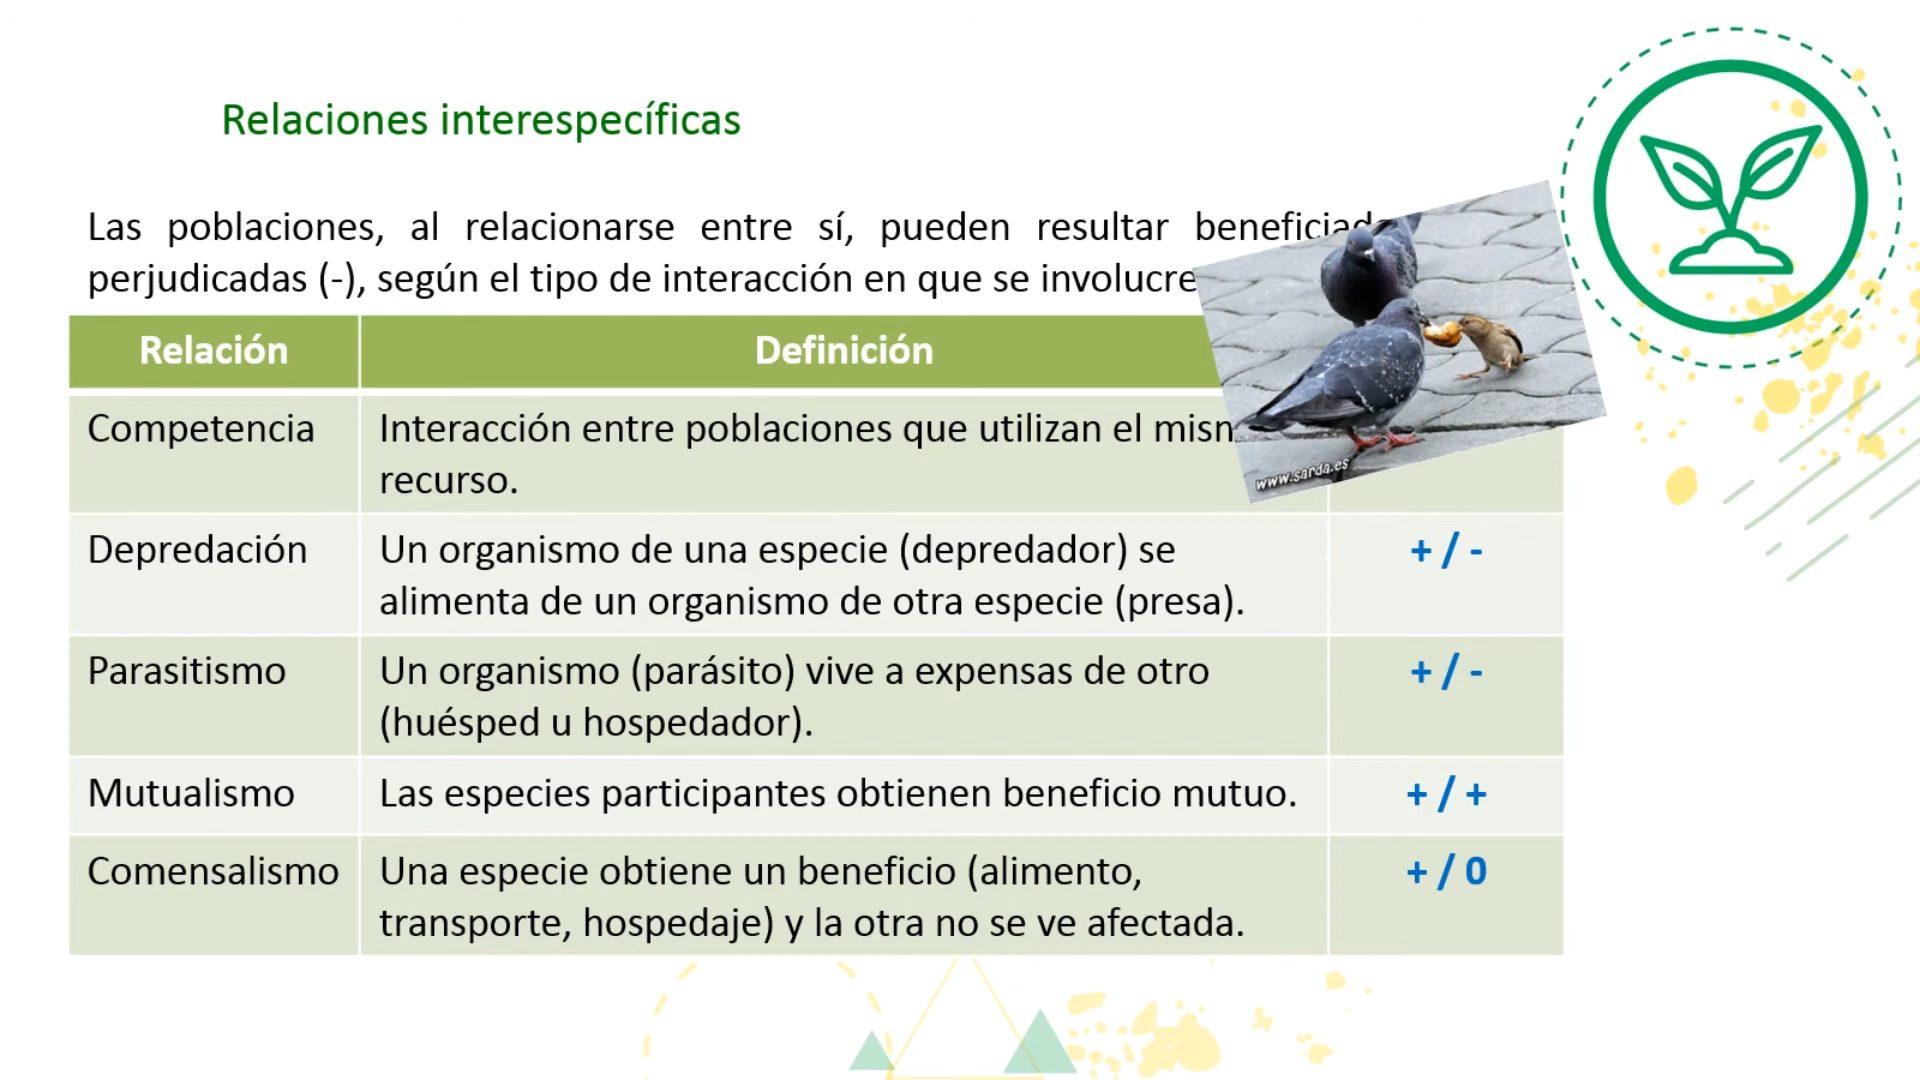 Relaciones interespecíficas
Las poblaciones, al relacionarse entre sí, pueden resultar
perjudicadas (-), según el tipo de interacción en que se
Relación
Definición
Competencia
Interacción entre poblaciones que utilizan el
recurso.
Depredación
Un organismo de una especie (depredador) se
alimenta de un organismo de otra especie (presa).
+ / -
Parasitismo
Un organismo (parásito) vive a expensas de otro
(huésped u hospedador).
+ / -
Mutualismo
Las especies participantes obtienen beneficio mutuo.
+ / +
Comensalismo
Una especie obtiene un beneficio (alimento,
transporte, hospedaje) y la otra no se ve afectada.
+ / 0
www.sarda.es